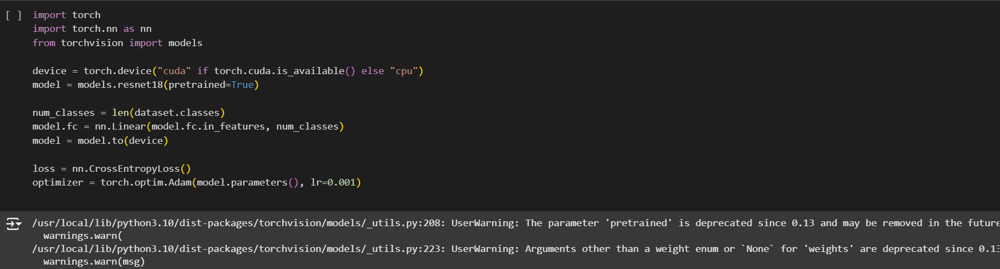 [ ] import torch
import torch.nn as nn
from torchvision import models
device = torch.device("cuda" if torch.cuda.is_available() else "cpu")
model = models.resnet18(pretrained=True)
num_classes = len(dataset.classes)
model.fc = nn.Linear(model.fc.in_features, num_classes)
model = model.to(device)
loss = nn.CrossEntropyLoss()
optimizer = torch.optim.Adam(model.parameters(), lr=0.001)
/usr/local/lib/python3.10/dist-packages/torchvision/models/_utils.py:208: UserWarning: The parameter 'pretrained' is deprecated since 0.13 and may be removed in the future
warnings.warn(
/usr/local/lib/python3.10/dist-packages/torchvision/models/_utils.py:223: UserWarning: Arguments other than a weight enum or `None` for 'weights' are deprecated since 0.13
warnings.warn(msg)